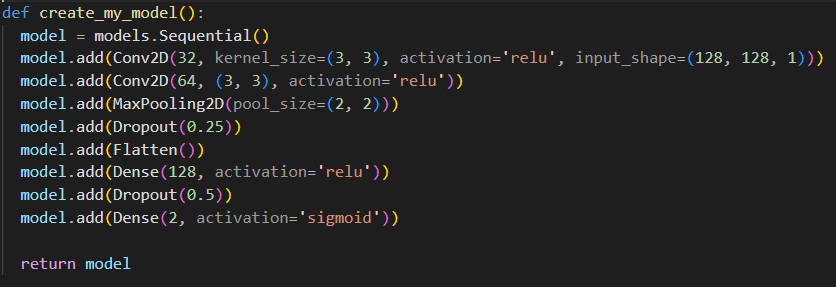 def create_my_model():
  model = models.Sequential()
  model.add(Conv2D(32, kernel_size=(3, 3), activation='relu', input_shape=(128, 128, 1)))
  model.add(Conv2D(64, (3, 3), activation='relu'))
  model.add(MaxPooling2D(pool_size=(2, 2)))
  model.add(Dropout(0.25))
  model.add(Flatten())
  model.add(Dense(128, activation='relu'))
  model.add(Dropout(0.5))
  model.add(Dense(2, activation='sigmoid'))

  return model